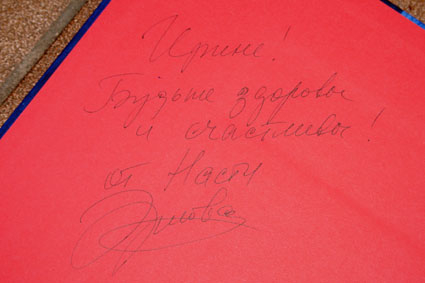 Ирине!
Будьте здоровы
и счастливы!
от Насти